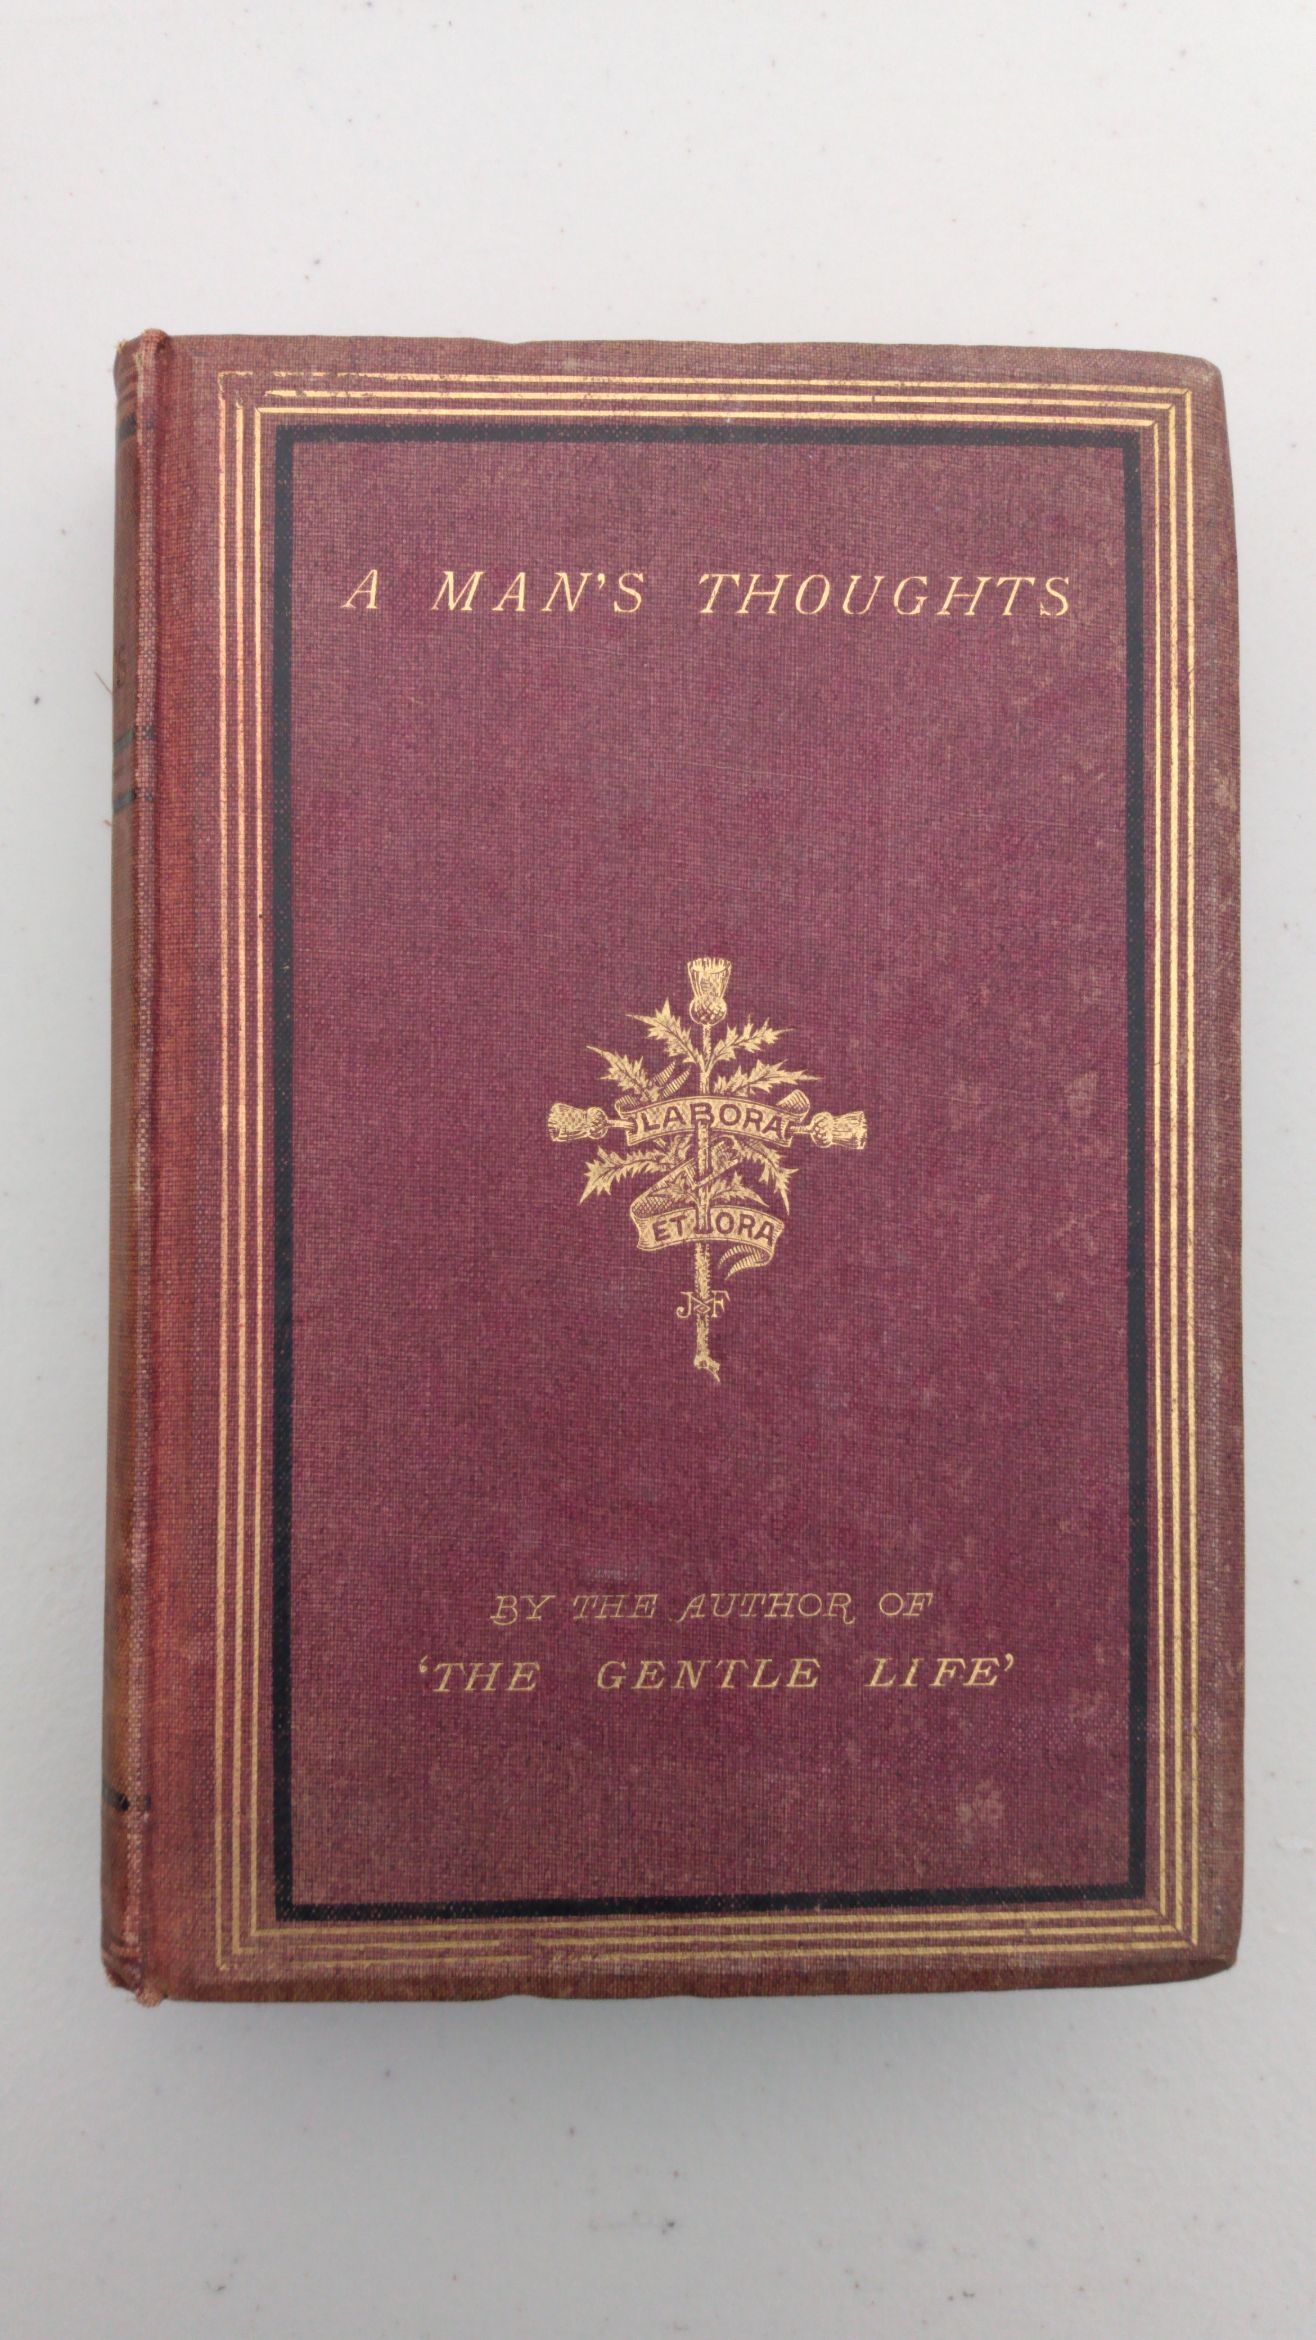 A MAN'S THOUGHTS
LABORA
ET ORA
J F
BY THE AUTHOR OF
'THE GENTLE LIFE'